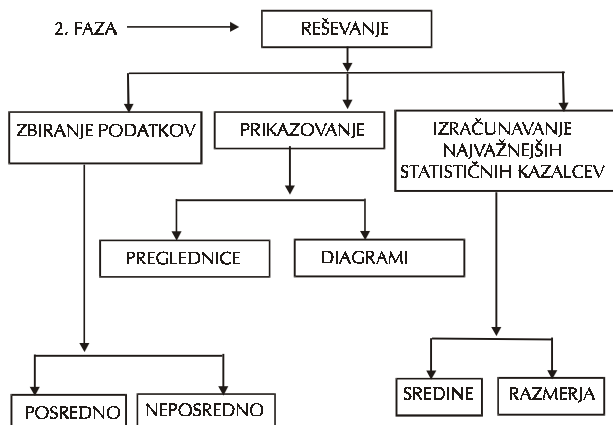 2. FAZA
REŠEVANJE
ZBIRANJE PODATKOV
PRIKAZOVANJE
IZRAČUNAVANJE
NAJVAŽNEJŠIH
STATISTIČNIH KAZALCEV
PREGLEDNICE
DIAGRAMI
POSREDNO
NEPOSREDNO
SREDINE
RAZMERJA